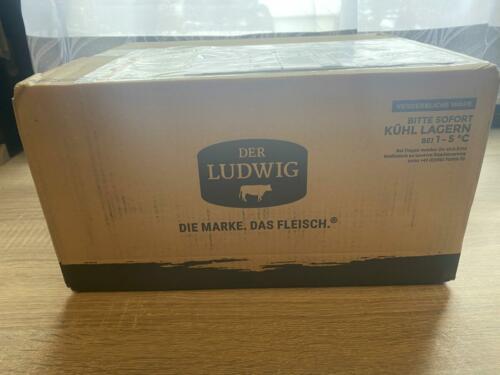 VERDERBLICHE WARE
BITTE SOFORT
KÜHL LAGERN
BEI 1-5 °C
DER
LUDWIG
DIE MARKE. DAS FLEISCH.®